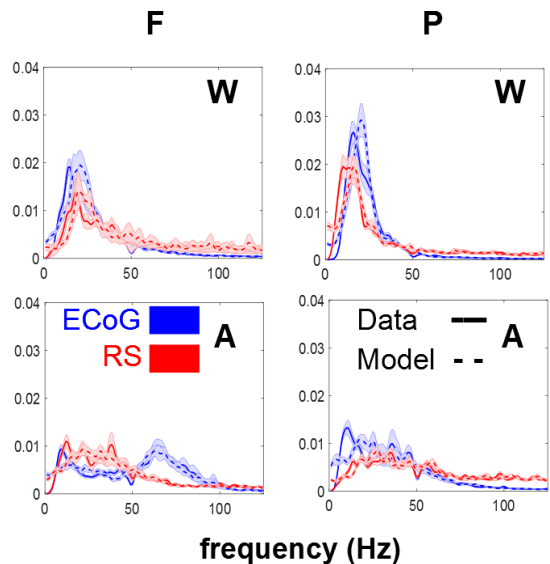 F P
W W
0.04 0.04
0.03 0.03
0.02 0.02
0.01 0.01
0 0
0 50 100 0 50 100
0.04 0.04
ECoG A Data A
RS Model
0.03 0.03
0.02 0.02
0.01 0.01
0 0
0 50 100 0 50 100
frequency (Hz)